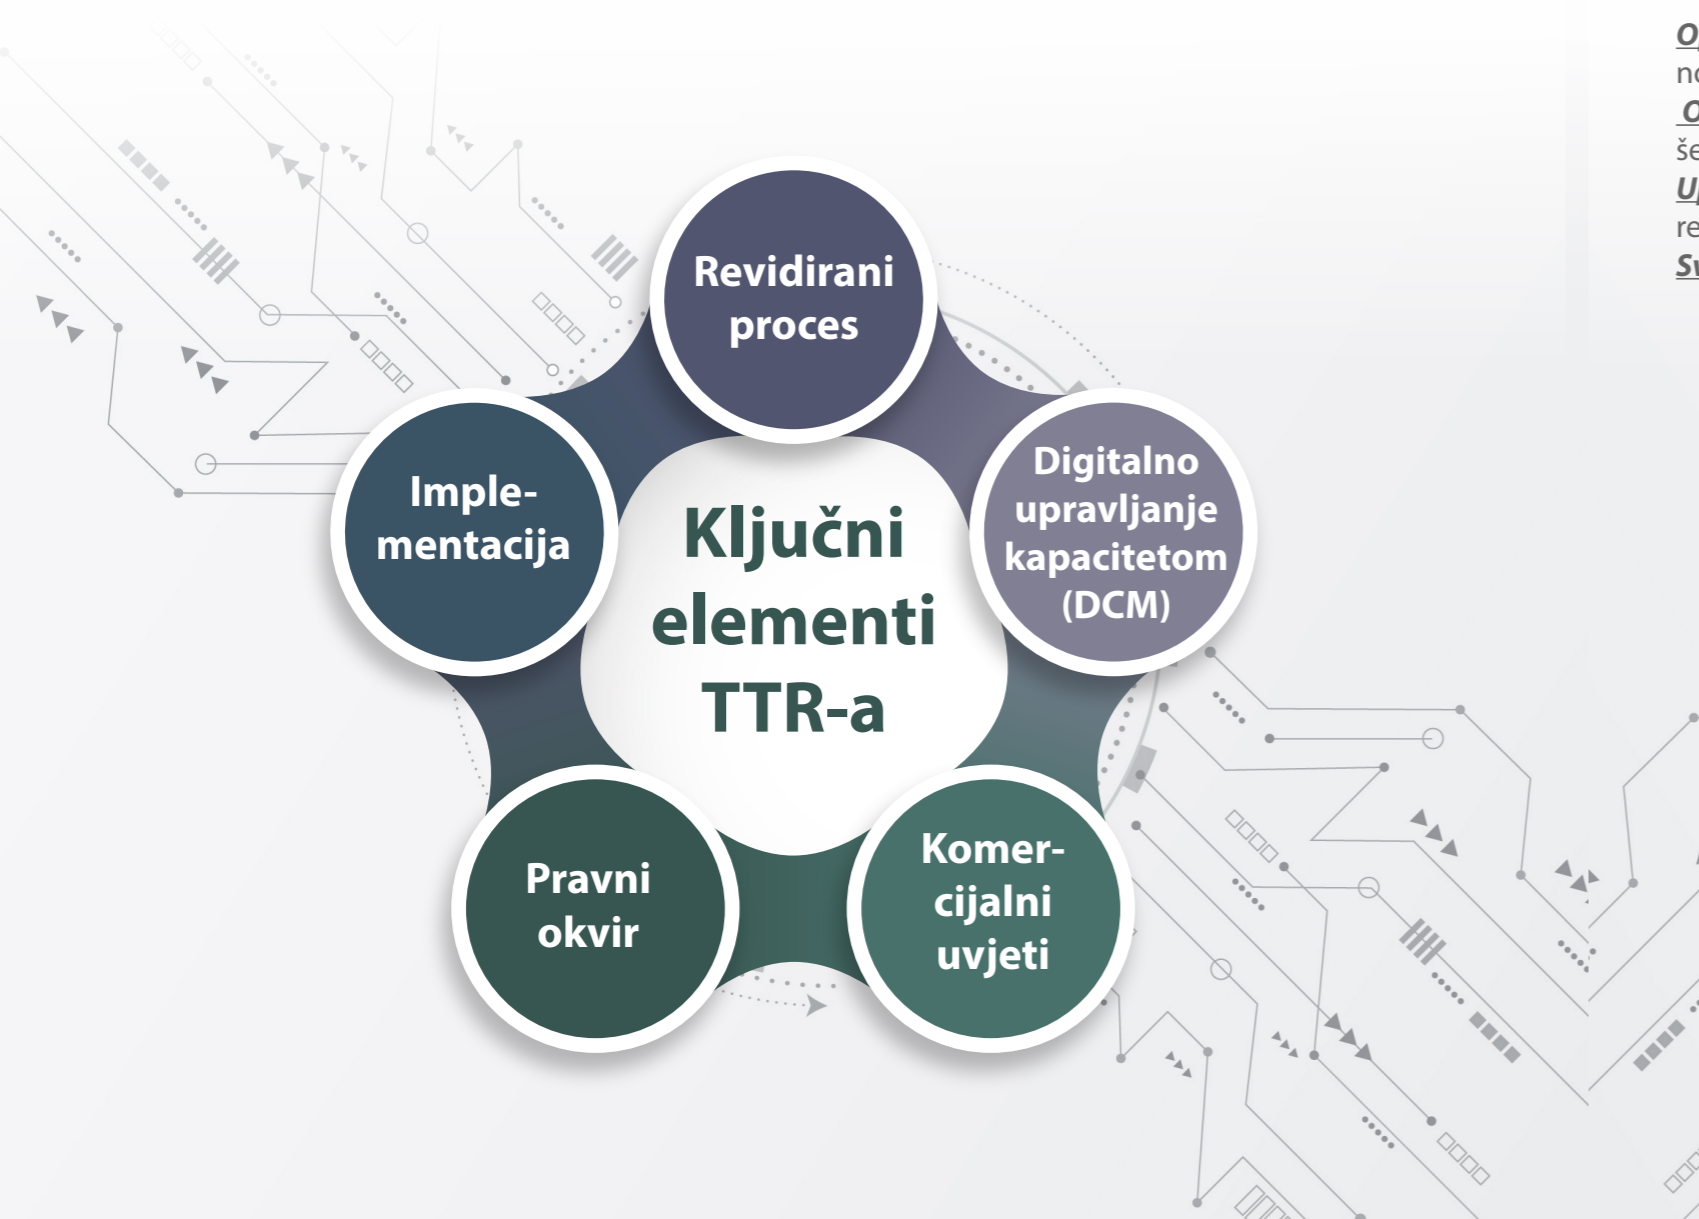 Revidirani
proces
Digitalno
upravljanje
kapacitetom
(DCM)
Imple-
mentacija
Ključni
elementi
TTR-a
Pravni
okvir
Komer-
cijalni
uvjeti